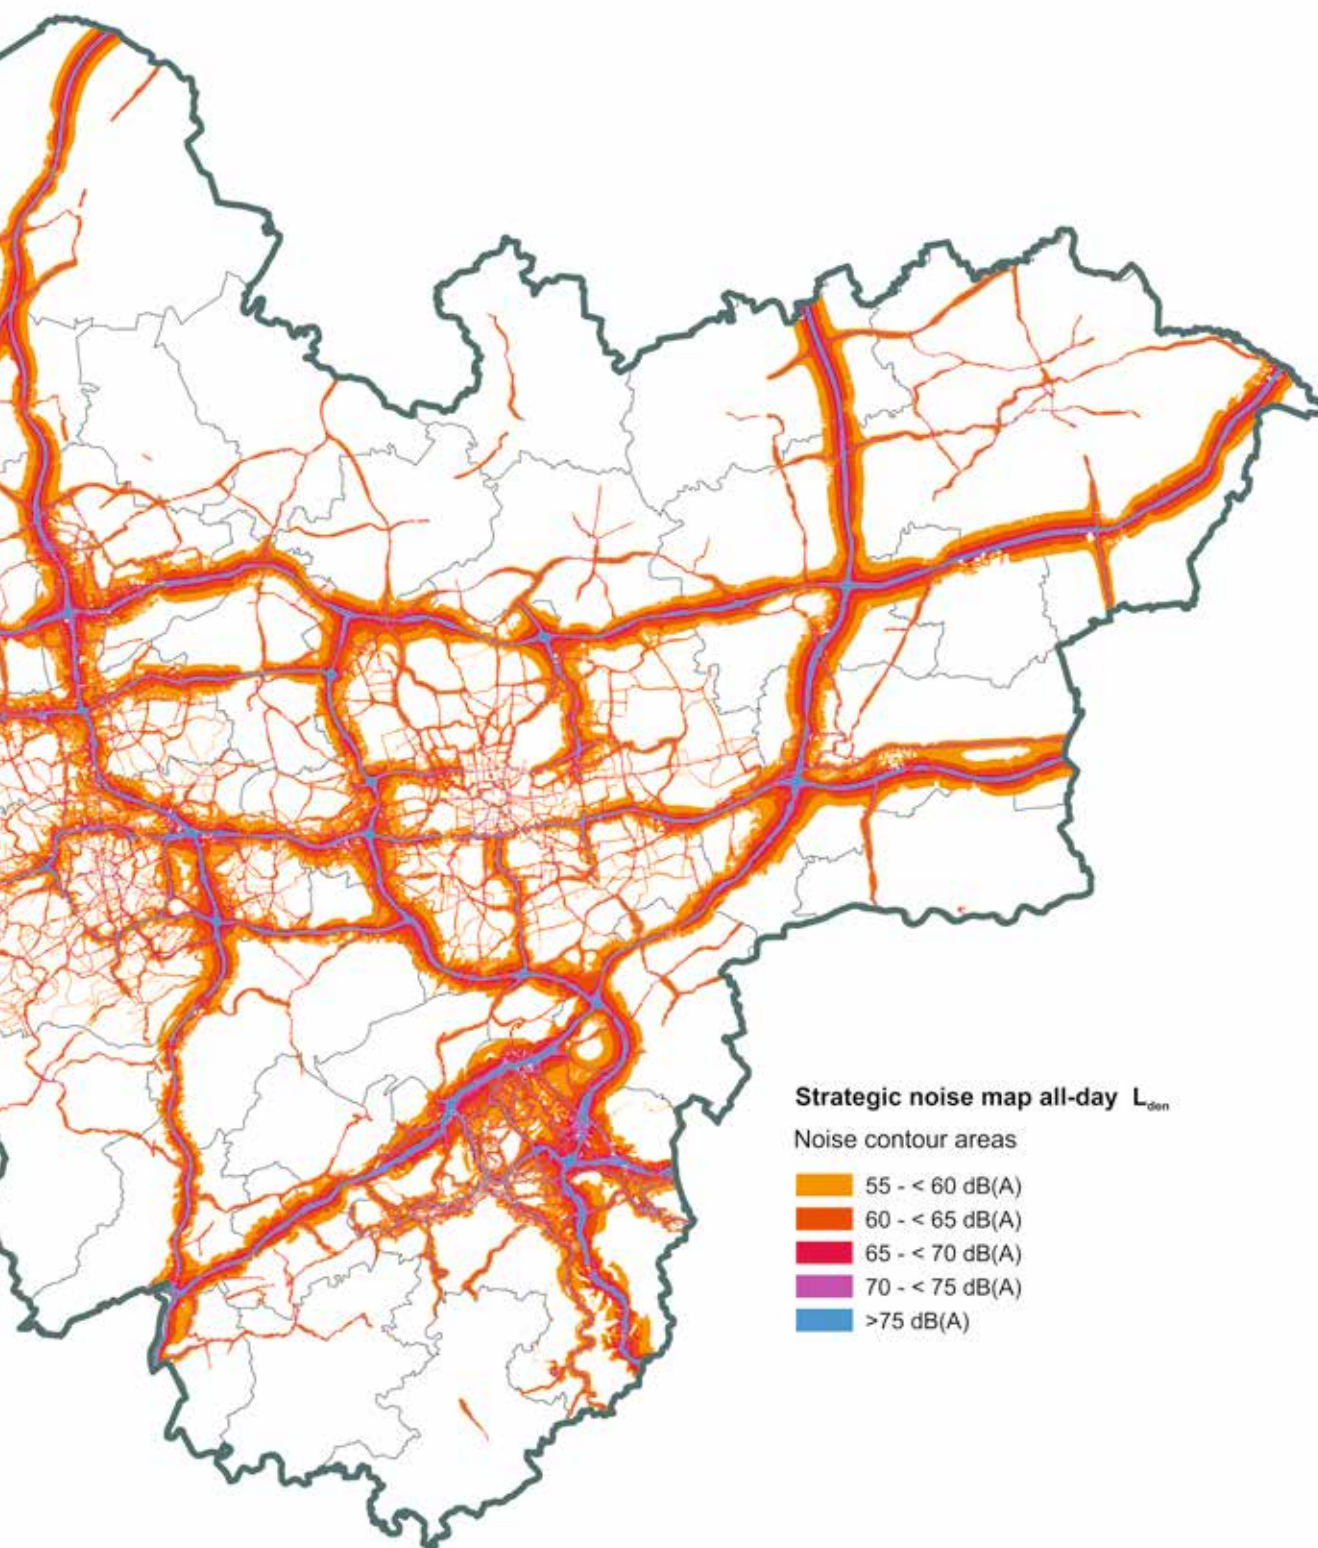 Strategic noise map all-day Lden
Noise contour areas
55 - < 60 dB(A)
60 - < 65 dB(A)
65 - < 70 dB(A)
70 - < 75 dB(A)
>75 dB(A)